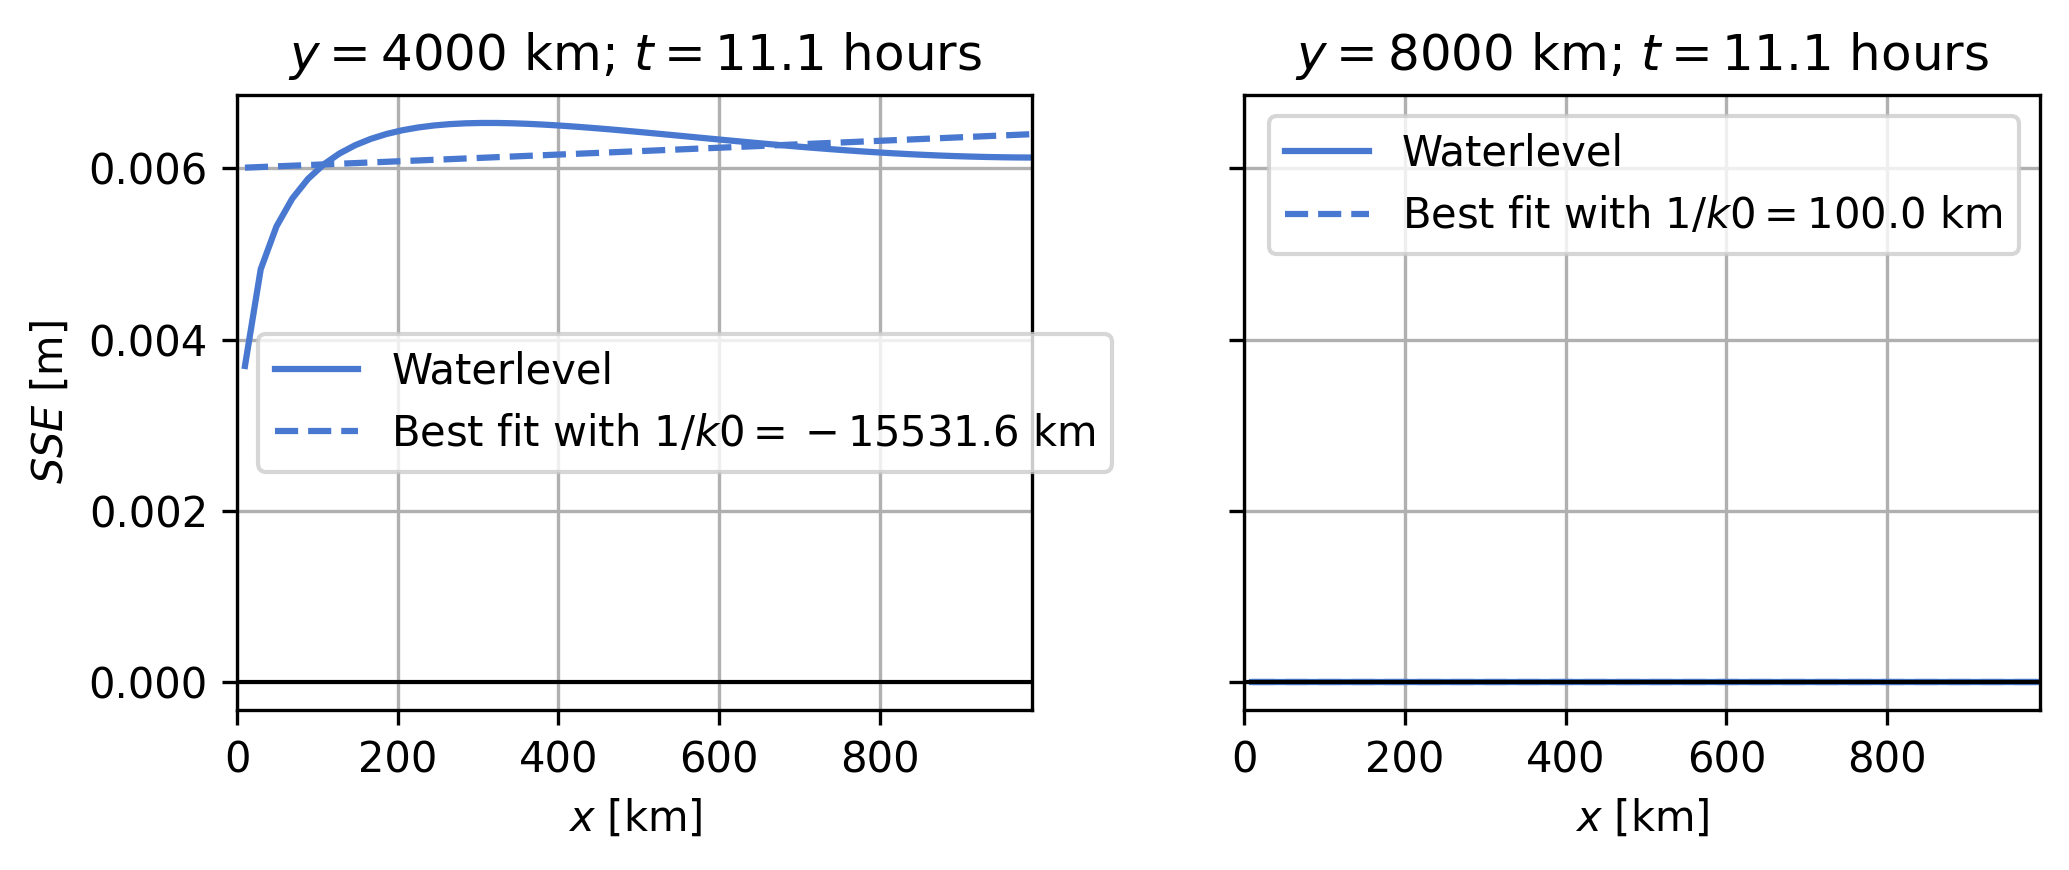 y = 4000 km; t = 11.1 hours
SSE [m]
0.006
0.004
0.002
0.000
Waterlevel
Best fit with 1/k0 = −15531.6 km
0 200 400 600 800
x [km]
y = 8000 km; t = 11.1 hours
Waterlevel
Best fit with 1/k0 = 100.0 km
0 200 400 600 800
x [km]